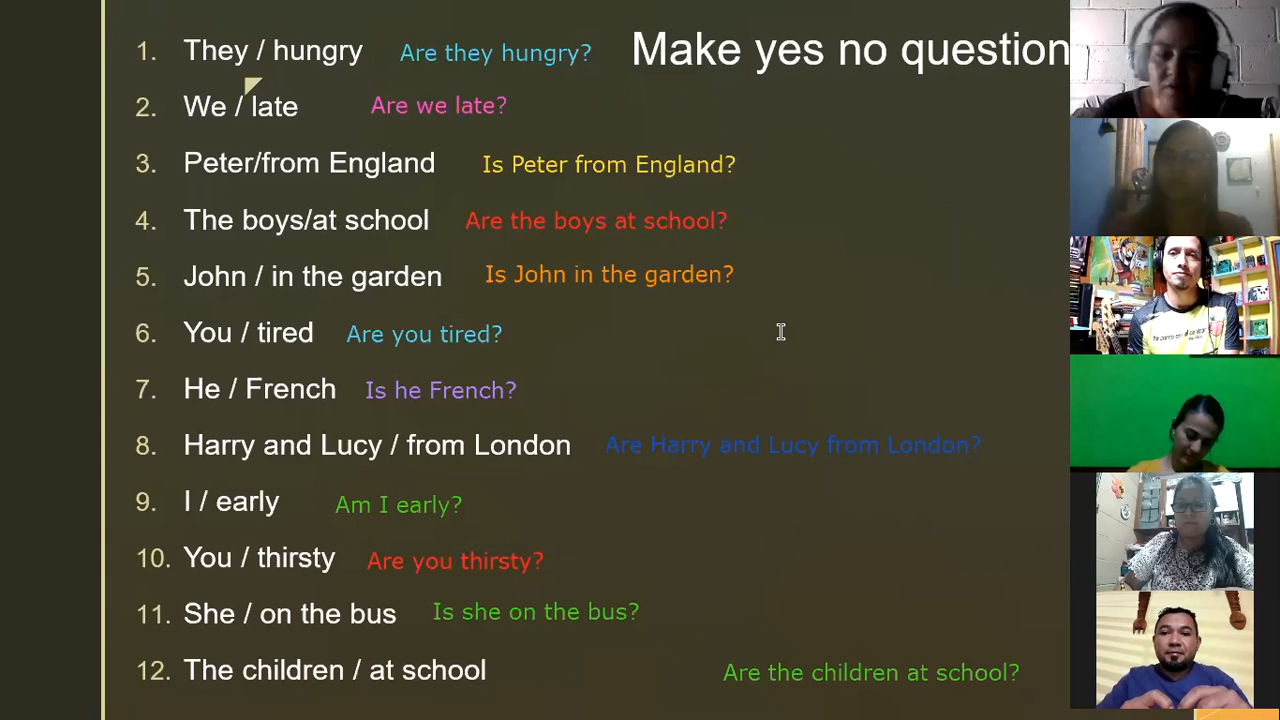 Make yes no question
1. They / hungry Are they hungry?
2. We / late Are we late?
3. Peter/from England Is Peter from England?
4. The boys/at school Are the boys at school?
5. John / in the garden Is John in the garden?
6. You / tired Are you tired?
7. He / French Is he French?
8. Harry and Lucy / from London Are Harry and Lucy from London?
9. I / early Am I early?
10. You / thirsty Are you thirsty?
11. She / on the bus Is she on the bus?
12. The children / at school Are the children at school?